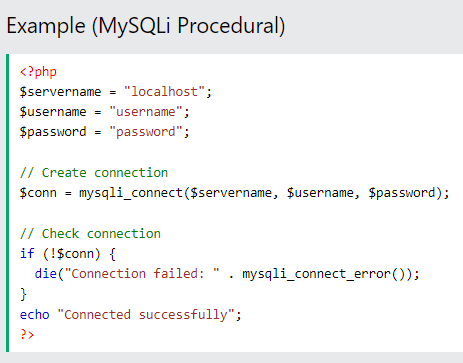 Example (MySQLi Procedural)
<?php
$servername = "localhost";
$username = "username";
$password = "password";

// Create connection
$conn = mysqli_connect($servername, $username, $password);

// Check connection
if (!$conn) {
  die("Connection failed: " . mysqli_connect_error());
}
echo "Connected successfully";
?>